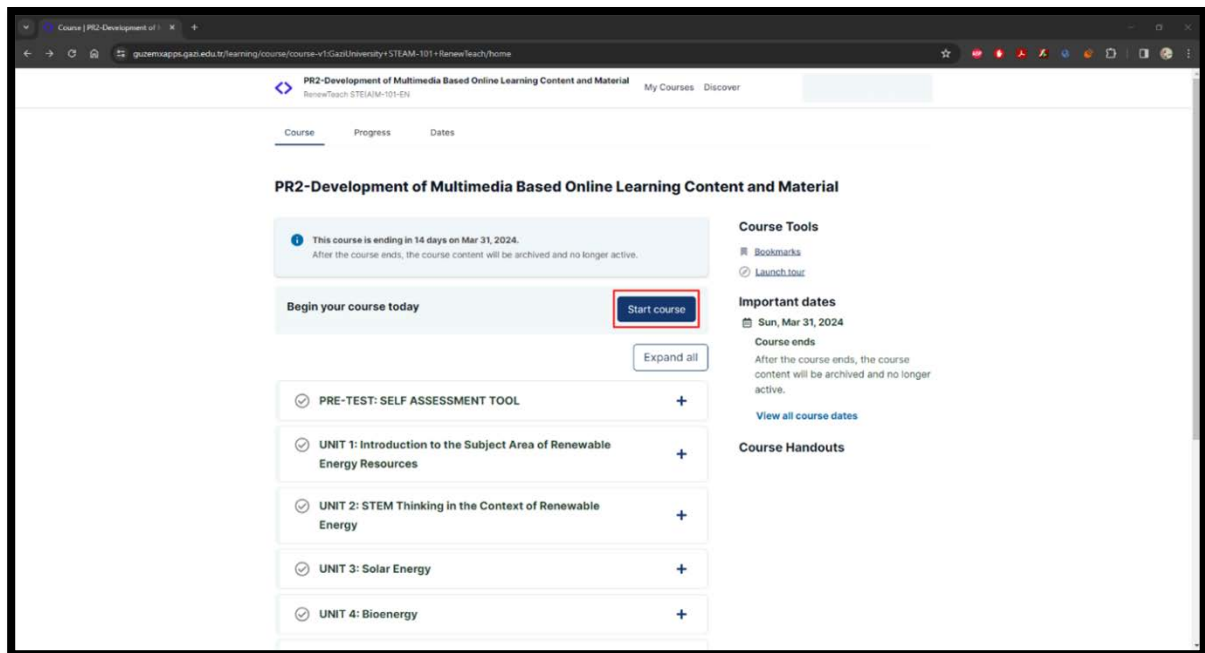 Course | PR2-Development of
guzemxapps.gazi.edu.tr/learning/course/course-v1:GaziUniversity+STEAM-101+RenewTeach/home
PR2-Development of Multimedia Based Online Learning Content and Material
RenewTeach STE(A)M-101-EN
My Courses Discover
Course Progress Dates
PR2-Development of Multimedia Based Online Learning Content and Material
This course is ending in 14 days on Mar 31, 2024.
After the course ends, the course content will be archived and no longer active.
Begin your course today
Start course
Expand all
PRE-TEST: SELF ASSESSMENT TOOL
UNIT 1: Introduction to the Subject Area of Renewable
Energy Resources
UNIT 2: STEM Thinking in the Context of Renewable
Energy
UNIT 3: Solar Energy
UNIT 4: Bioenergy
Course Tools
Bookmarks
Launch tour
Important dates
Sun, Mar 31, 2024
Course ends
After the course ends, the course
content will be archived and no longer
active.
View all course dates
Course Handouts